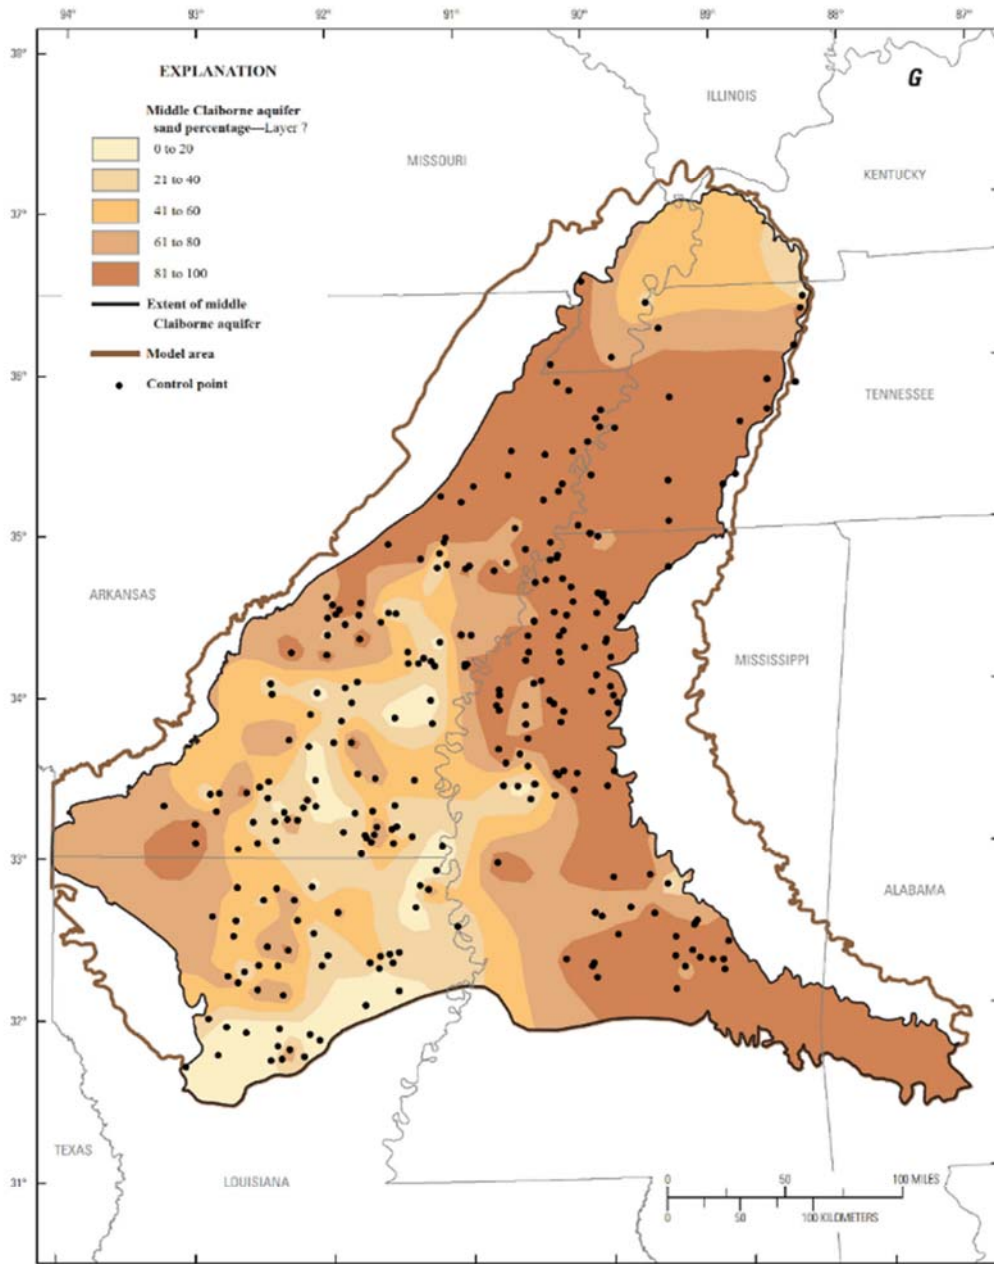 94° 93° 92° 91° 90° 89° 88° 87°
38°
G
EXPLANATION
ILLINOIS
Middle Claiborne aquifer
sand percentage—Layer 7
0 to 20
MISSOURI
21 to 40
KENTUCKY
41 to 60
37°
61 to 80
81 to 100
Extent of middle
Claiborne aquifer
Model area
36°
Control point
TENNESSEE
35°
ARKANSAS
MISSISSIPPI
34°
33°
ALABAMA
32°
TEXAS
LOUISIANA
31°
0 50 100 MILES
0 50 100 KILOMETERS